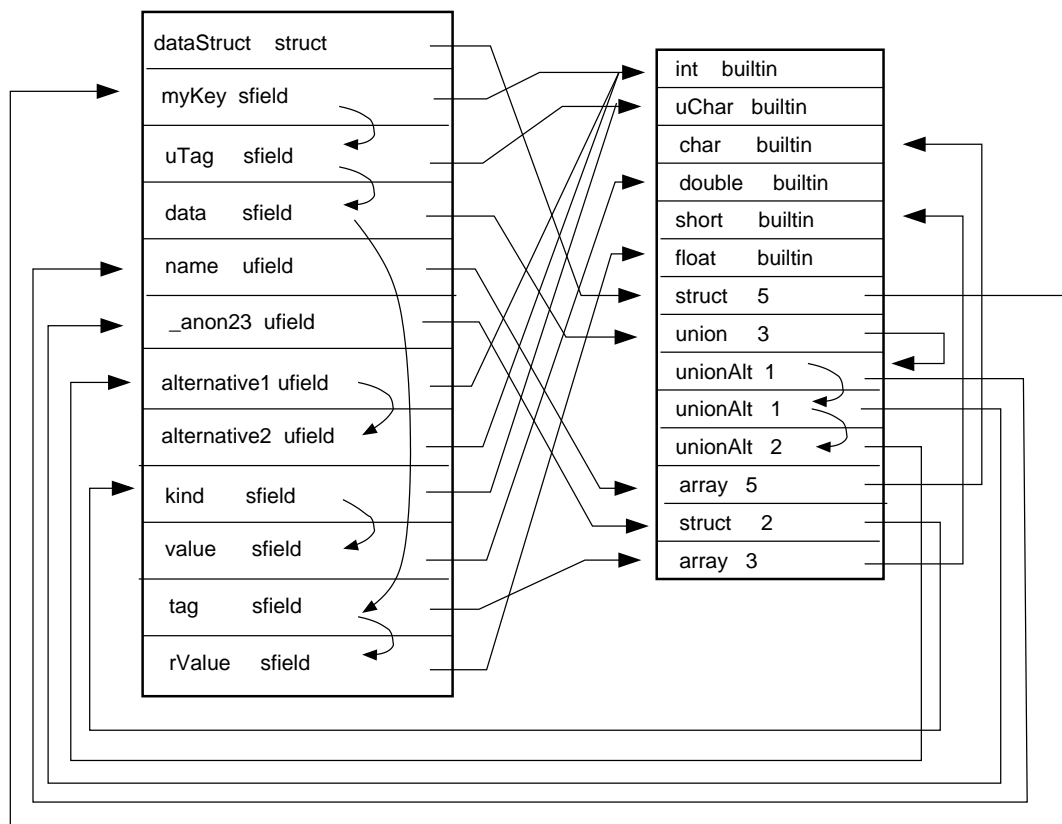 dataStruct struct
myKey sfield
uTag sfield
data sfield
name ufield
_anon23 ufield
alternative1 ufield
alternative2 ufield
kind sfield
value sfield
tag sfield
rValue sfield
int builtin
uChar builtin
char builtin
double builtin
short builtin
float builtin
struct 5
union 3
unionAlt 1
unionAlt 1
unionAlt 2
array 5
struct 2
array 3